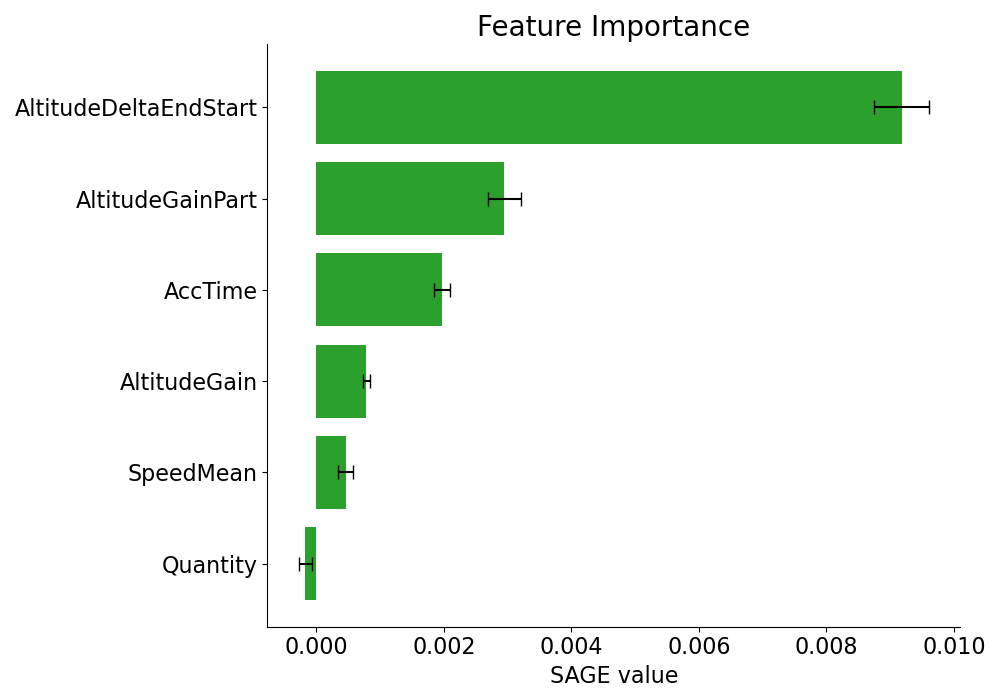 Feature Importance
AltitudeDeltaEndStart
AltitudeGainPart
AccTime
AltitudeGain
SpeedMean
Quantity
0.000 0.002 0.004 0.006 0.008 0.010
SAGE value